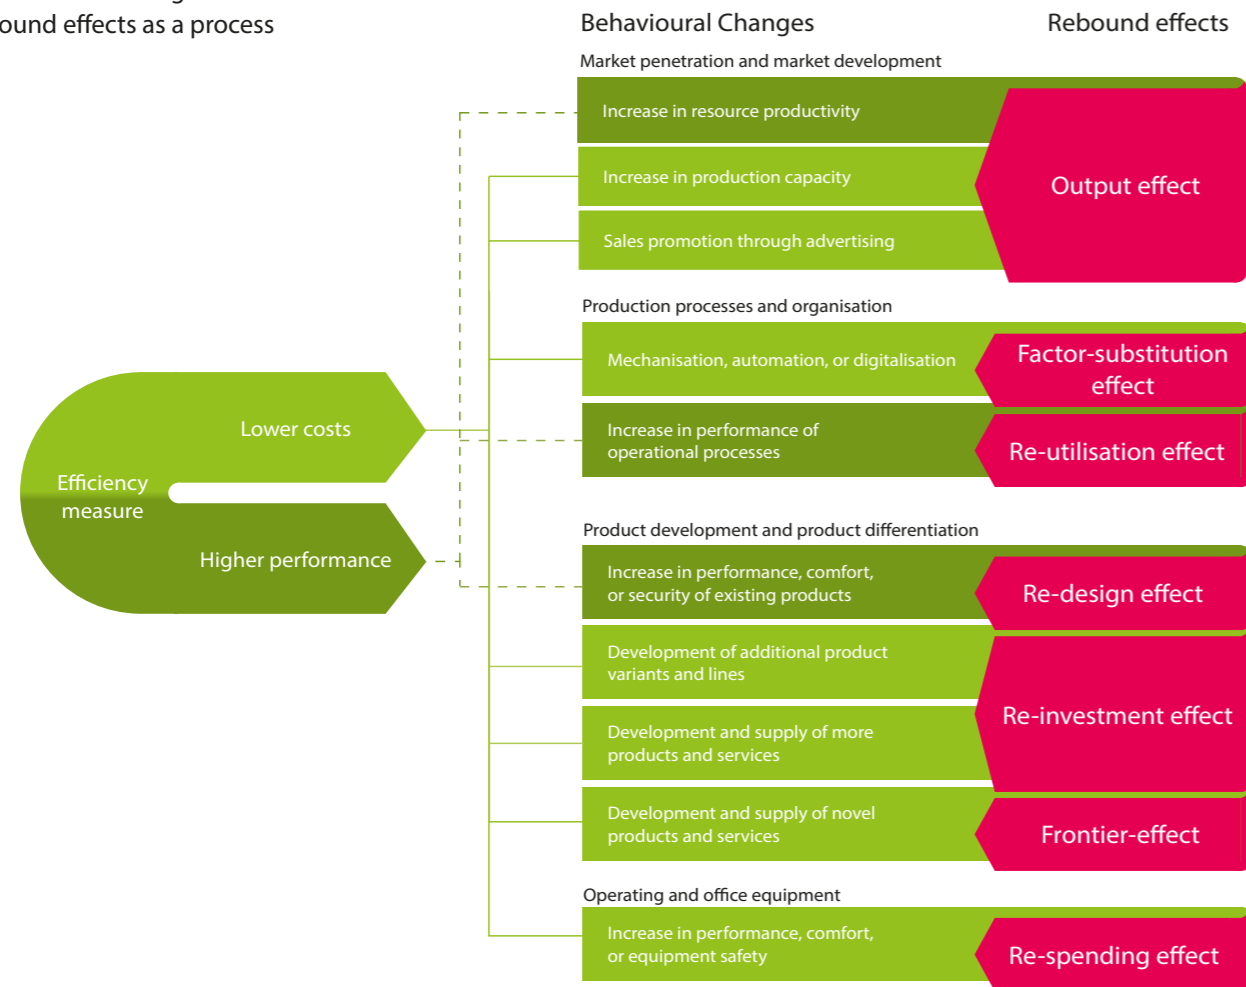 ound effects as a process
Behavioural Changes
Rebound effects
Market penetration and market development
Increase in resource productivity
Increase in production capacity
Sales promotion through advertising
Output effect
Production processes and organisation
Mechanisation, automation, or digitalisation
Factor-substitution
effect
Increase in performance of
operational processes
Re-utilisation effect
Lower costs
Efficiency
measure
Higher performance
Product development and product differentiation
Increase in performance, comfort,
or security of existing products
Re-design effect
Development of additional product
variants and lines
Development and supply of more
products and services
Re-investment effect
Development and supply of novel
products and services
Frontier-effect
Operating and office equipment
Increase in performance, comfort,
or equipment safety
Re-spending effect